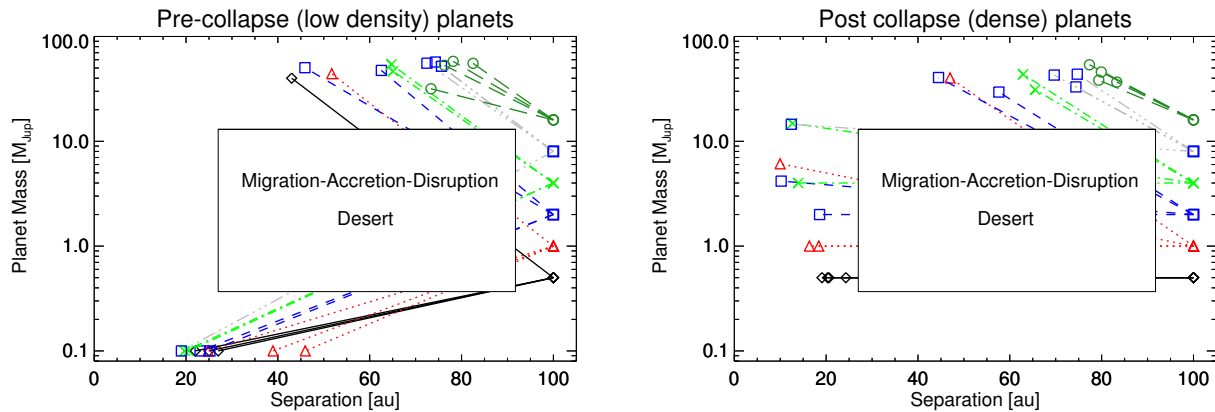 Pre-collapse (low density) planets
100.0
10.0
1.0
0.1
Planet Mass [M_Jup]
Migration-Accretion-Disruption
Desert
0 20 40 60 80 100
Separation [au]
Post collapse (dense) planets
100.0
10.0
1.0
0.1
Planet Mass [M_Jup]
Migration-Accretion-Disruption
Desert
0 20 40 60 80 100
Separation [au]